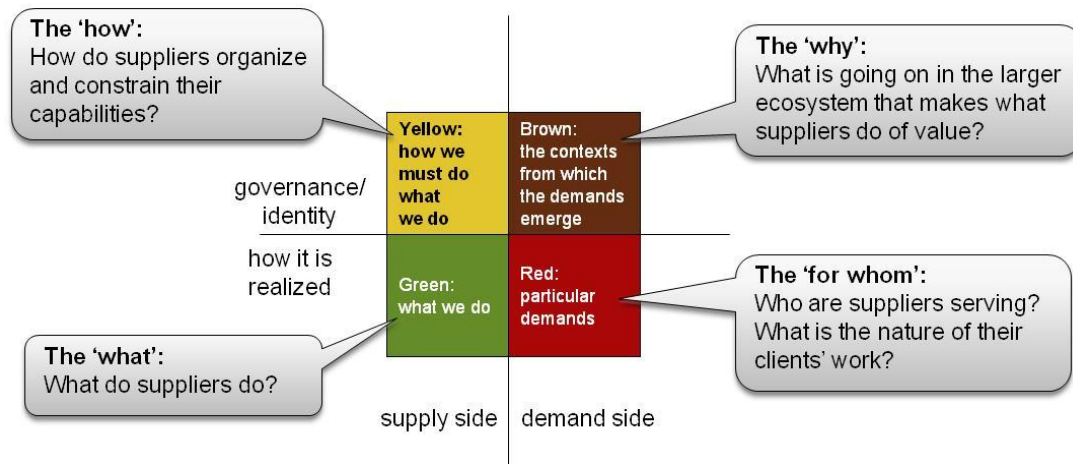 The ‘how’:
How do suppliers organize
and constrain their
capabilities?
The ‘why’:
What is going on in the larger
ecosystem that makes what
suppliers do of value?
Yellow:
how we
must do
what
we do
Brown:
the contexts
from which
the demands
emerge
governance/
identity
how it is
realized
Green:
what we do
Red:
particular
demands
The ‘for whom’:
Who are suppliers serving?
What is the nature of their
clients’ work?
The ‘what’:
What do suppliers do?
supply side
demand side